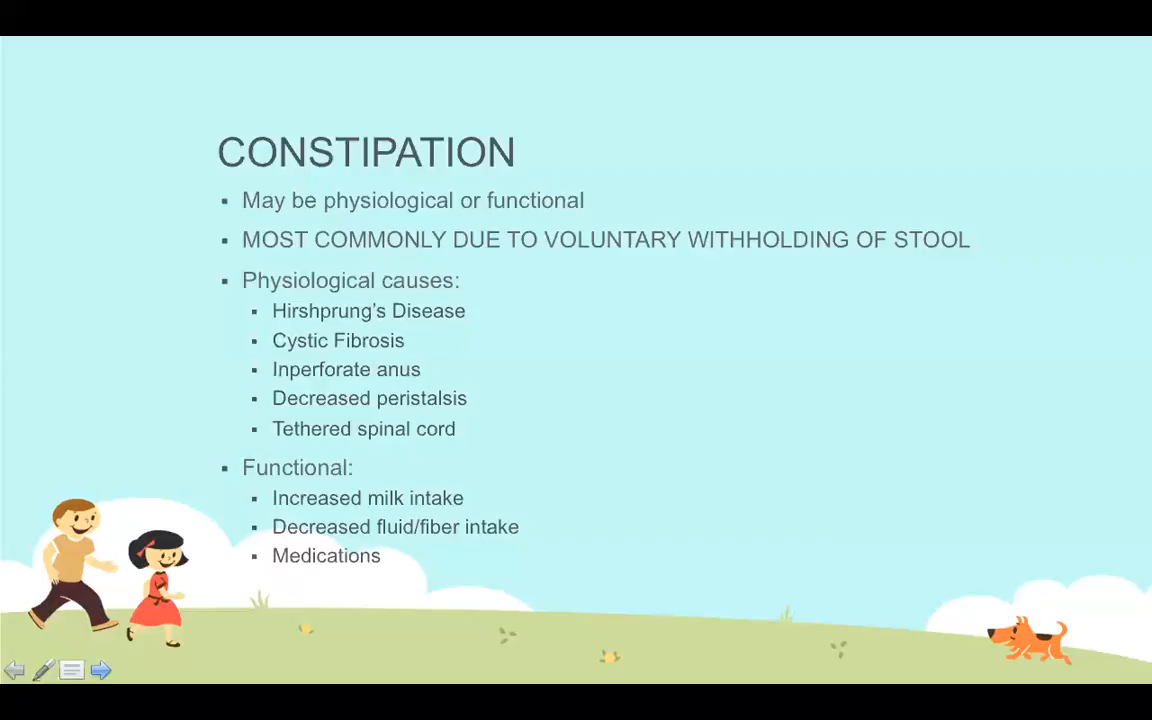 CONSTIPATION
▪ May be physiological or functional
▪ MOST COMMONLY DUE TO VOLUNTARY WITHHOLDING OF STOOL
▪ Physiological causes:
▪ Hirshprung's Disease
▪ Cystic Fibrosis
▪ Inperforate anus
▪ Decreased peristalsis
▪ Tethered spinal cord
▪ Functional:
▪ Increased milk intake
▪ Decreased fluid/fiber intake
▪ Medications